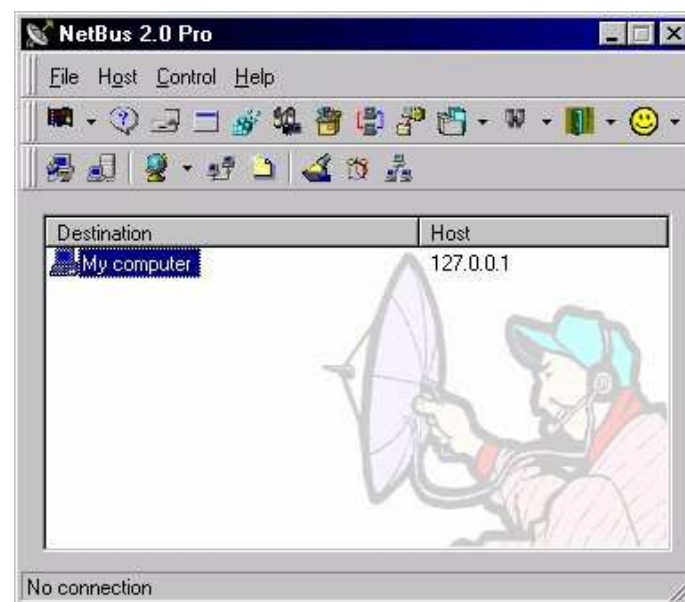 NetBus 2.0 Pro
File Host Control Help
Destination Host
My computer 127.0.0.1
No connection